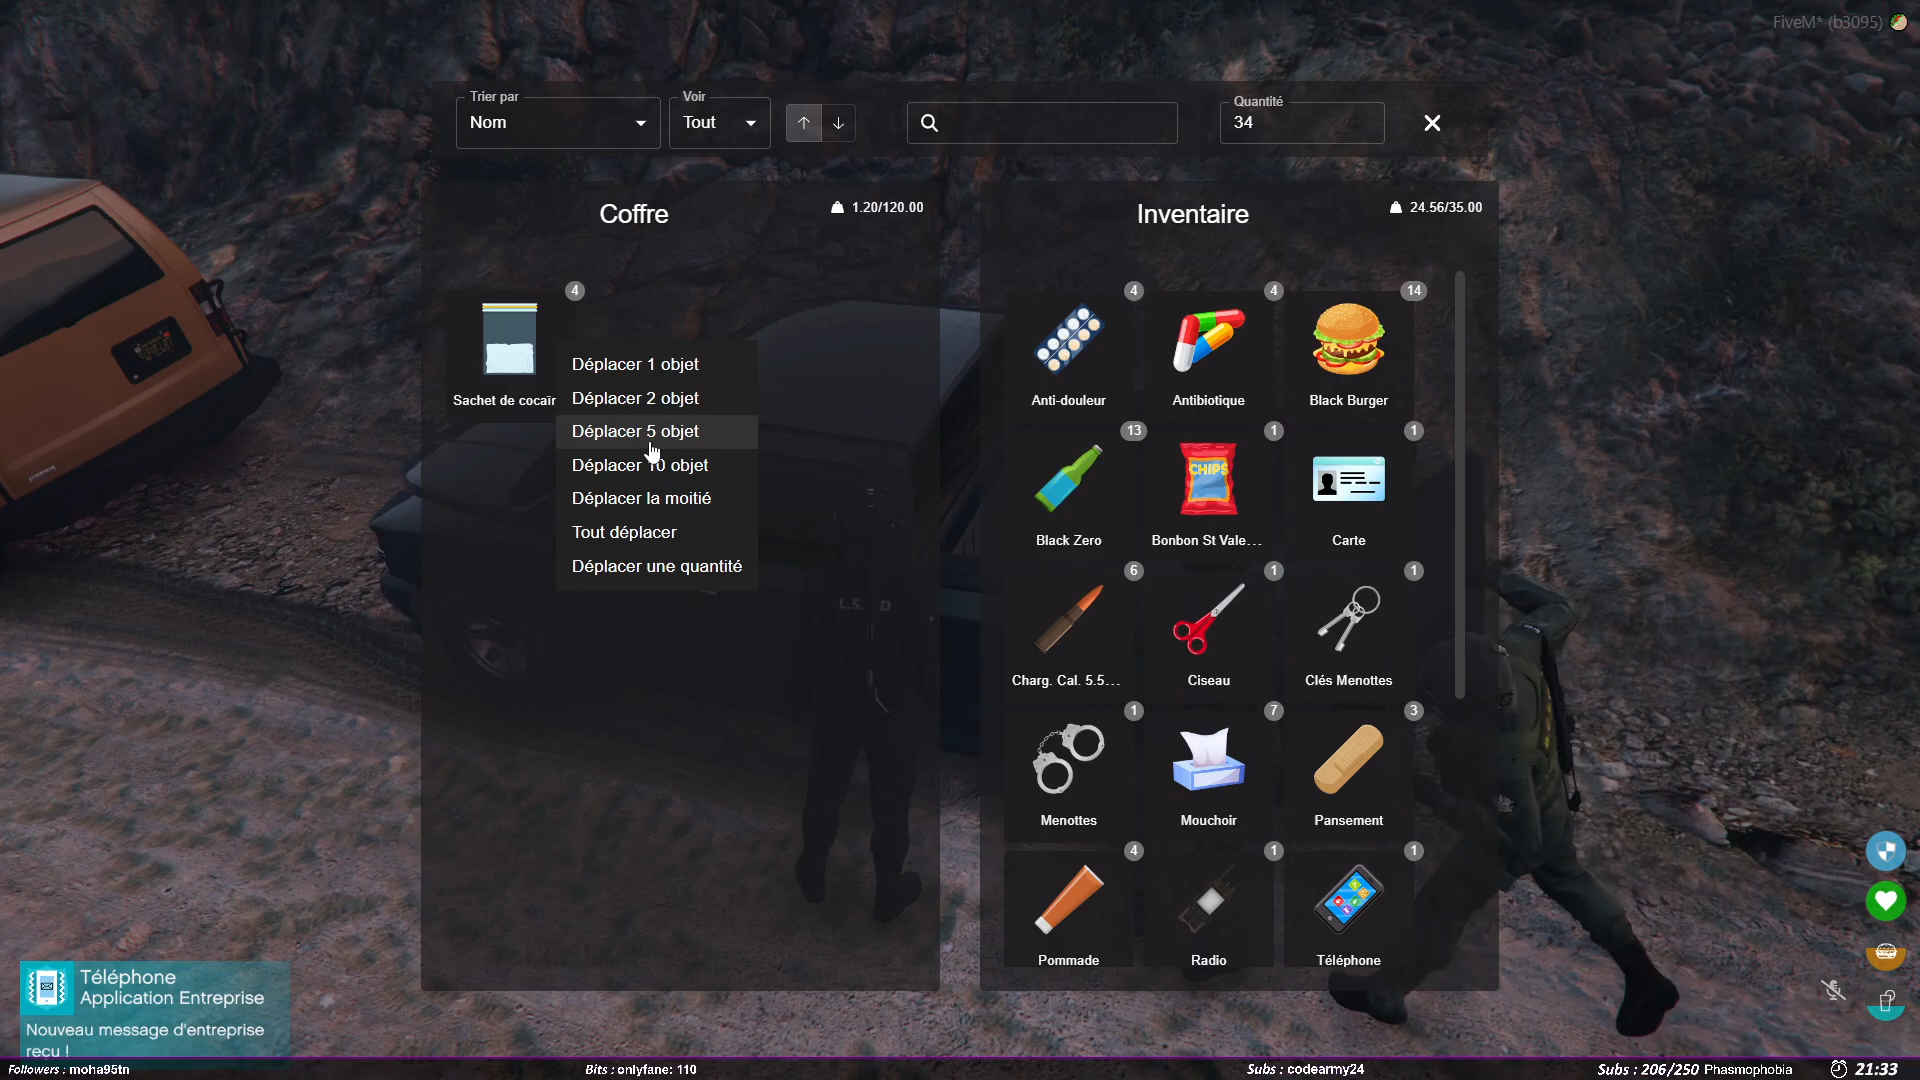 FiveM* (b3095)
Trier par
Nom
Voir
Tout
Quantité
34
Coffre
1.20/120.00
Inventaire
24.56/35.00
4
Sachet de cocaïn
Déplacer 1 objet
Déplacer 2 objet
Déplacer 5 objet
Déplacer 10 objet
Déplacer la moitié
Tout déplacer
Déplacer une quantité
4
4
14
Anti-douleur
Antibiotique
Black Burger
13
1
1
CHIPS
Black Zero
Bonbon St Vale...
Carte
6
1
1
Charg. Cal. 5.5...
Ciseau
Clés Menottes
1
7
3
Menottes
Mouchoir
Pansement
4
1
1
Pommade
Radio
Téléphone
L.S. D
Téléphone
Application Entreprise
Nouveau message d'entreprise
reçu !
Followers : moha95tn
Bits : onlyfane: 110
Subs : codearmy24
Subs : 206/250 Phasmophobia
21:33